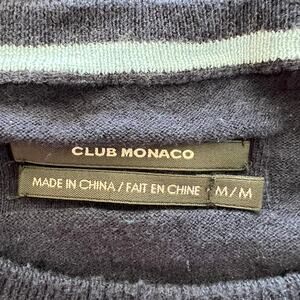 CLUB MONACO
MADE IN CHINA / FAIT EN CHINE M / M